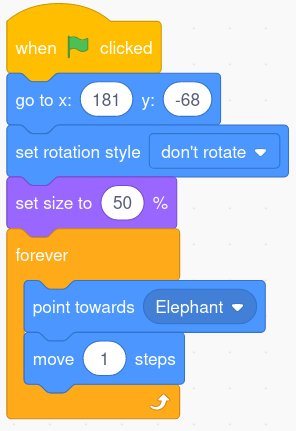 when clicked
go to x: 181 y: -68
set rotation style don't rotate
set size to 50 %
forever
point towards Elephant
move 1 steps